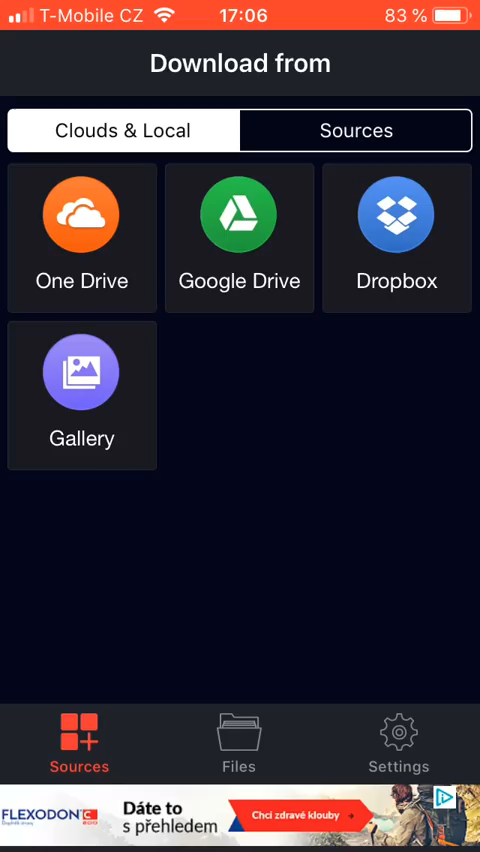 T-Mobile CZ 17:06 83 %
Download from
Clouds & Local Sources
One Drive Google Drive Dropbox
Gallery
Sources Files Settings
FLEXODON C
Dáte to
s přehledem
Chci zdravé klouby